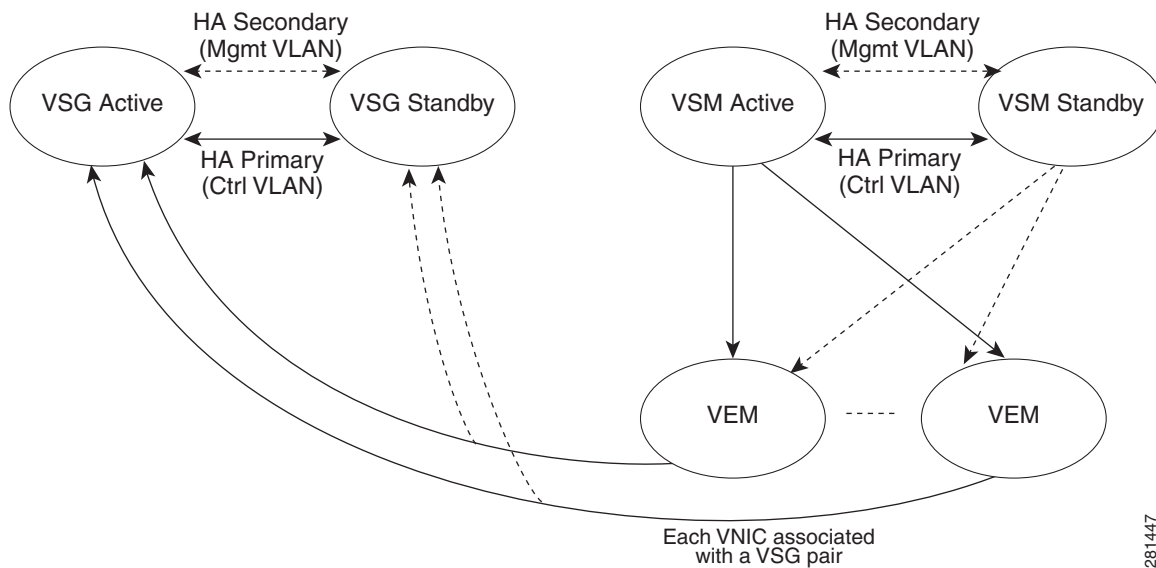 HA Secondary
(Mgmt VLAN)
HA Secondary
(Mgmt VLAN)
VSG Active
VSG Standby
VSM Active
VSM Standby
HA Primary
(Ctrl VLAN)
HA Primary
(Ctrl VLAN)
VEM
VEM
Each VNIC associated
with a VSG pair
281447